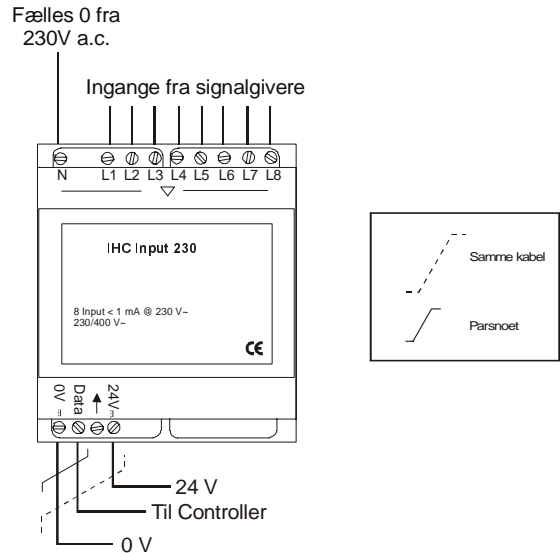 Fælles 0 fra
230V a.c.
Ingange fra signalgivere
N L1 L2 L3 L4 L5 L6 L7 L8
IHC Input 230
8 Input < 1 mA @ 230 V~
230/400 V~
CE
Samme kabel
Parsnoet
0V Data 24V
24 V
Til Controller
0 V